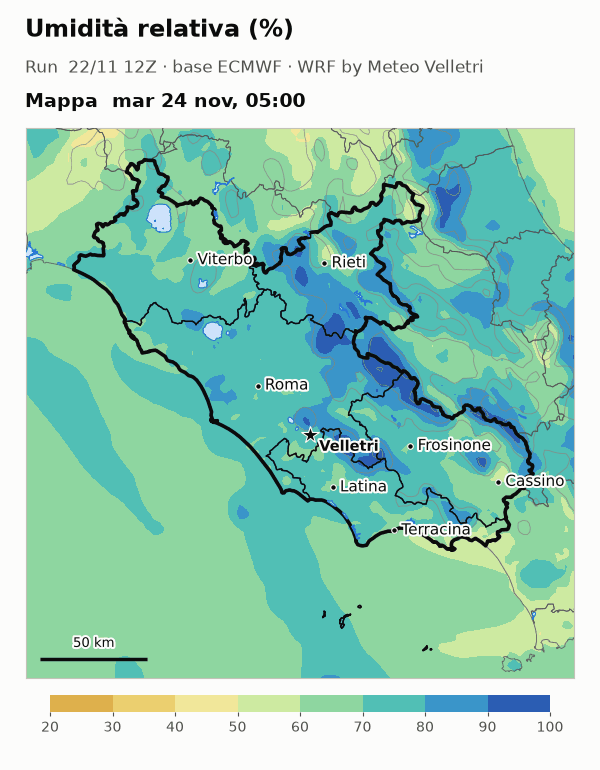 Umidità relativa (%)
Run  22/11 12Z · base ECMWF · WRF by Meteo Velletri
Mappa  mar 24 nov, 05:00
Viterbo
Rieti
Roma
Velletri
Frosinone
Cassino
Latina
Terracina
50 km
20 30 40 50 60 70 80 90 100